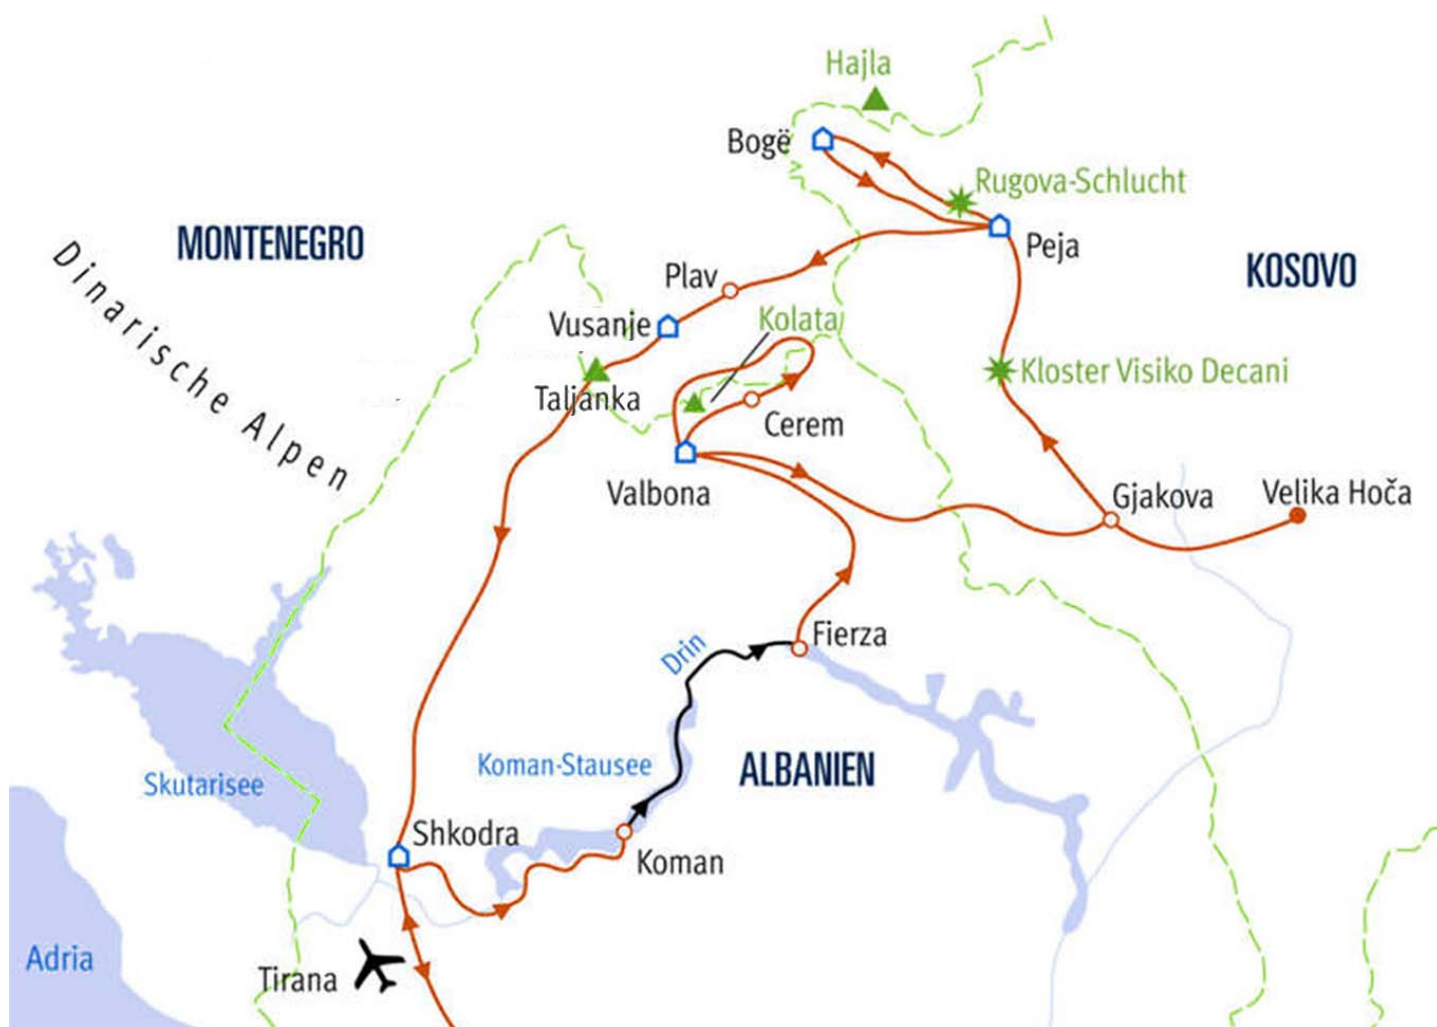 Hajla
Bogë
Rugova-Schlucht
MONTENEGRO
Peja
KOSOVO
Plav
Dinarische Alpen
Vusanje
Kolata
Kloster Visiko Decani
Taljanka
Cerem
Valbona
Gjakova
Velika Hoča
Fierza
Drin
Koman-Stausee
ALBANIEN
Skutarisee
Shkodra
Koman
Adria
Tirana